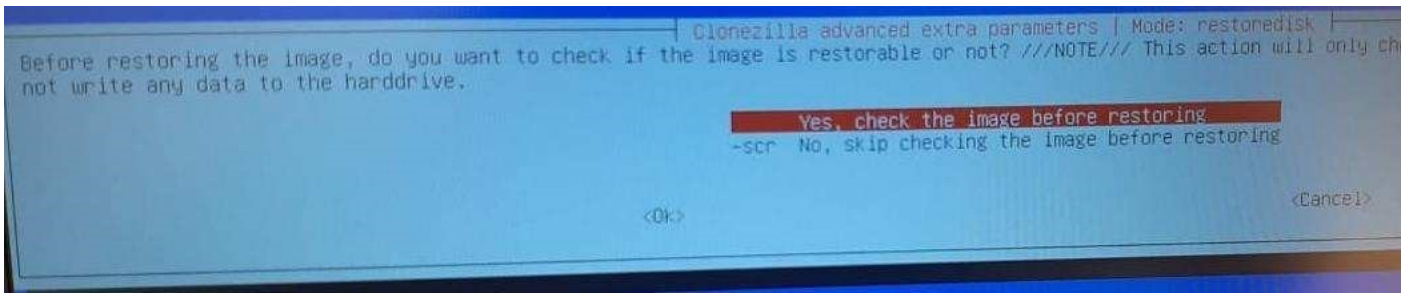 Clonezilla advanced extra parameters | Mode: restoredisk
Before restoring the image, do you want to check if the image is restorable or not? ///NOTE/// This action will only ch
not write any data to the harddrive.
Yes, check the image before restoring
-scr No, skip checking the image before restoring
<Ok> <Cancel>